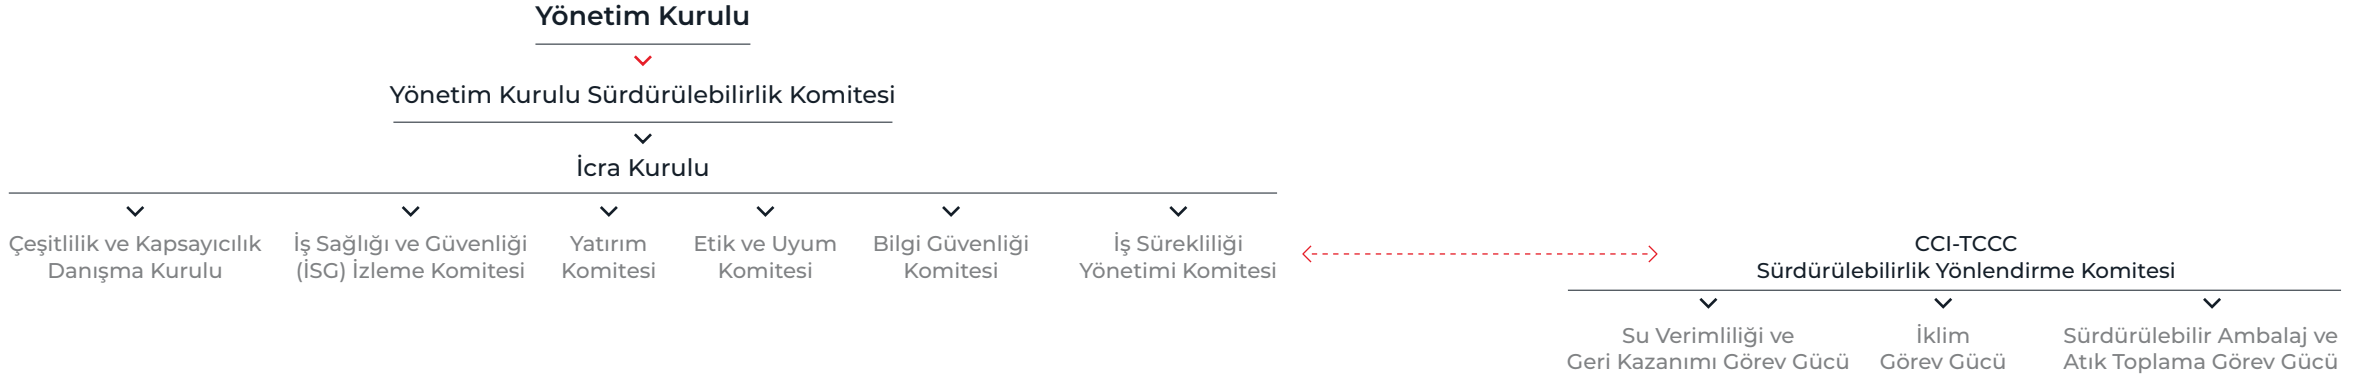 Yönetim Kurulu
Yönetim Kurulu Sürdürülebilirlik Komitesi
İcra Kurulu
Çeşitlilik ve Kapsayıcılık
Danışma Kurulu
İş Sağlığı ve Güvenliği
(İSG) İzleme Komitesi
Yatırım
Komitesi
Etik ve Uyum
Komitesi
Bilgi Güvenliği
Komitesi
İş Sürekliliği
Yönetimi Komitesi
CCI-TCCC
Sürdürülebilirlik Yönlendirme Komitesi
Su Verimliliği ve
Geri Kazanımı Görev Gücü
İklim
Görev Gücü
Sürdürülebilir Ambalaj ve
Atık Toplama Görev Gücü